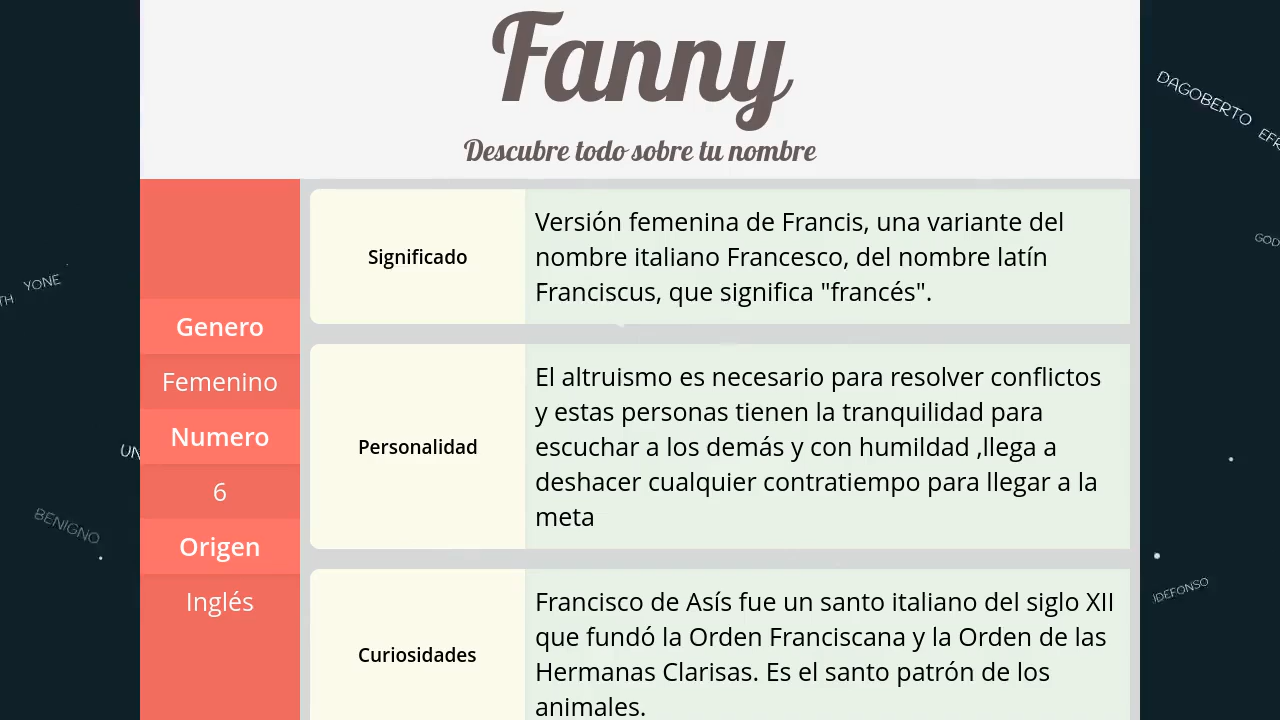 Fanny
Descubre todo sobre tu nombre
Genero
Femenino
Numero
6
Origen
Inglés
Significado
Versión femenina de Francis, una variante del
nombre italiano Francesco, del nombre latín
Franciscus, que significa "francés".
Personalidad
El altruismo es necesario para resolver conflictos
y estas personas tienen la tranquilidad para
escuchar a los demás y con humildad ,llega a
deshacer cualquier contratiempo para llegar a la
meta
Curiosidades
Francisco de Asís fue un santo italiano del siglo XII
que fundó la Orden Franciscana y la Orden de las
Hermanas Clarisas. Es el santo patrón de los
animales.
DAGOBERTO
YONE
BENIGNO